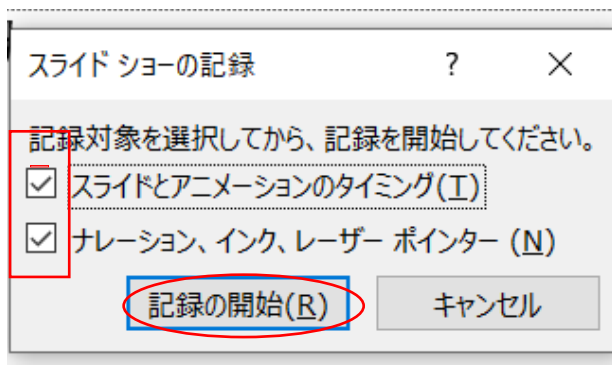 スライド ショーの記録 ?
記録対象を選択してから、記録を開始してください。
スライドとアニメーションのタイミング(T)
ナレーション、インク、レーザー ポインター (N)
記録の開始(R) キャンセル